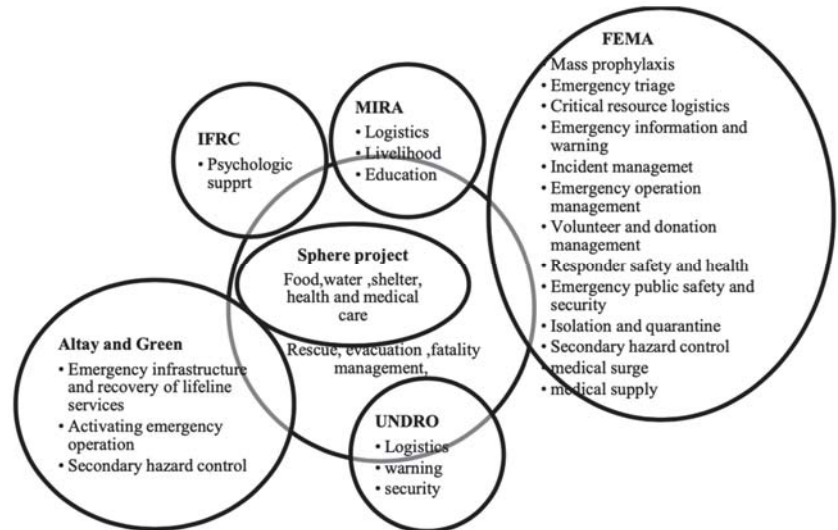 FEMA
• Mass prophylaxis
• Emergency triage
• Critical resource logistics
• Emergency information and
warning
• Incident managemet
• Emergency operation
management
• Volunteer and donation
management
• Responder safety and health
• Emergency public safety and
security
• Isolation and quarantine
• Secondary hazard control
• medical surge
• medical supply
MIRA
• Logistics
• Livelihood
• Education
IFRC
• Psychologic
supprt
Sphere project
Food,water ,shelter,
health and medical
care
Rescue, evacuation ,fatality
management,
Altay and Green
• Emergency infrastructure
and recovery of lifeline
services
• Activating emergency
operation
• Secondary hazard control
UNDRO
• Logistics
• warning
• security